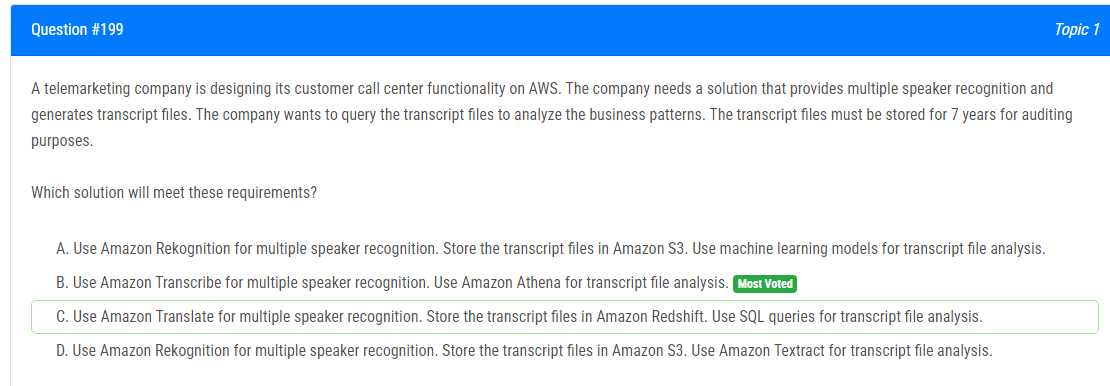 Question #199
Topic 1
A telemarketing company is designing its customer call center functionality on AWS. The company needs a solution that provides multiple speaker recognition and
generates transcript files. The company wants to query the transcript files to analyze the business patterns. The transcript files must be stored for 7 years for auditing
purposes.
Which solution will meet these requirements?
A. Use Amazon Rekognition for multiple speaker recognition. Store the transcript files in Amazon S3. Use machine learning models for transcript file analysis.
B. Use Amazon Transcribe for multiple speaker recognition. Use Amazon Athena for transcript file analysis. Most Voted
C. Use Amazon Translate for multiple speaker recognition. Store the transcript files in Amazon Redshift. Use SQL queries for transcript file analysis.
D. Use Amazon Rekognition for multiple speaker recognition. Store the transcript files in Amazon S3. Use Amazon Textract for transcript file analysis.